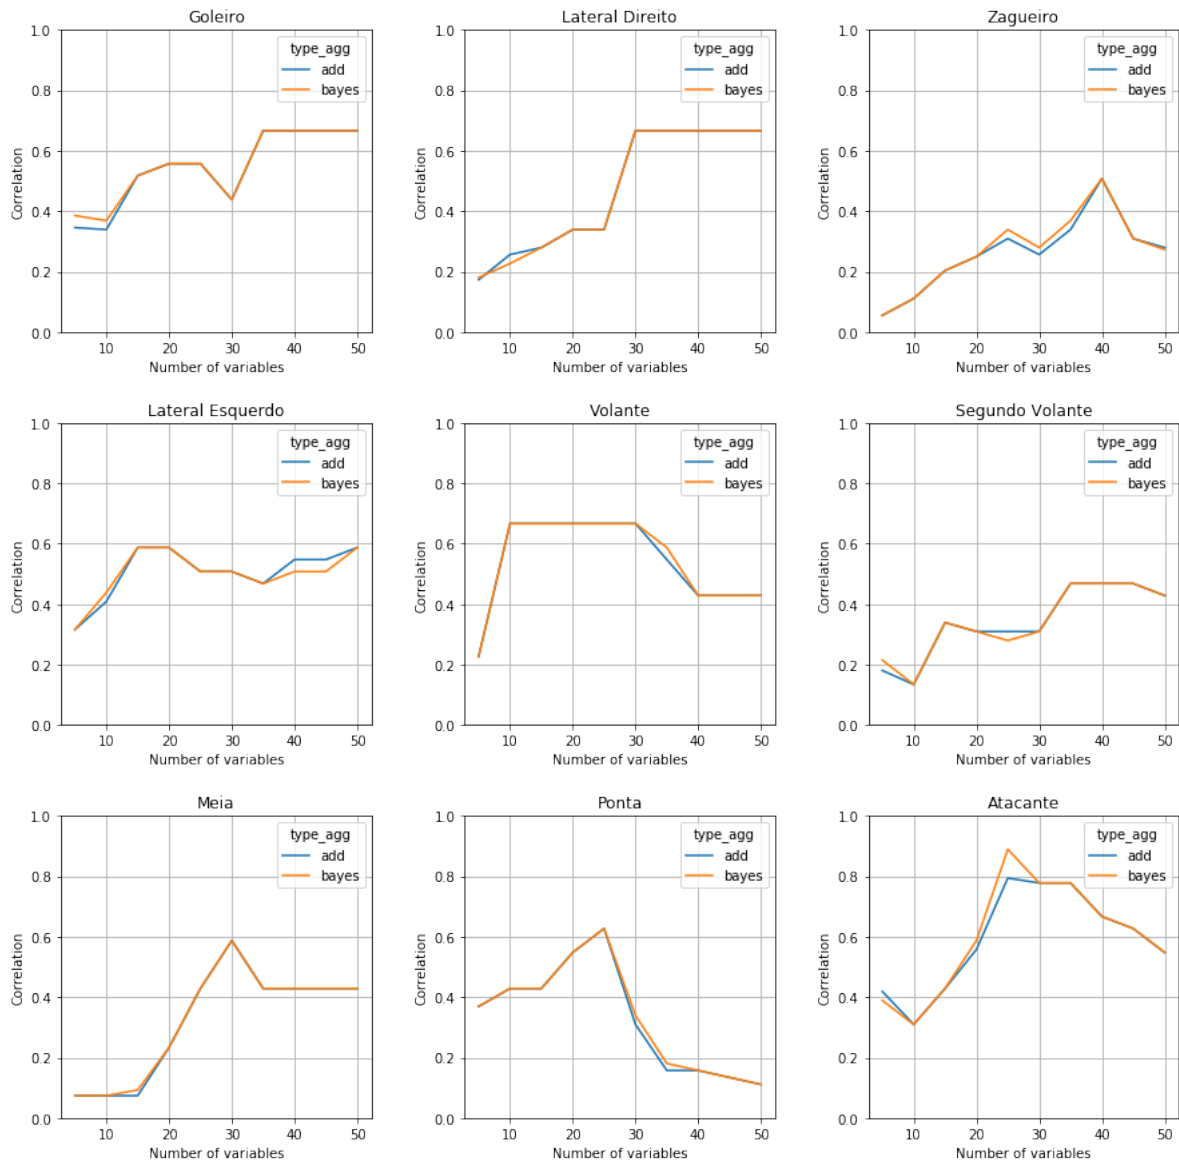 Goleiro
1.0
0.8
0.6
0.4
0.2
0.0
Correlation
type_agg
add
bayes
10 20 30 40 50
Number of variables
Lateral Direito
1.0
0.8
0.6
0.4
0.2
0.0
Correlation
type_agg
add
bayes
10 20 30 40 50
Number of variables
Zagueiro
1.0
0.8
0.6
0.4
0.2
0.0
Correlation
type_agg
add
bayes
10 20 30 40 50
Number of variables
Lateral Esquerdo
1.0
0.8
0.6
0.4
0.2
0.0
Correlation
type_agg
add
bayes
10 20 30 40 50
Number of variables
Volante
1.0
0.8
0.6
0.4
0.2
0.0
Correlation
type_agg
add
bayes
10 20 30 40 50
Number of variables
Segundo Volante
1.0
0.8
0.6
0.4
0.2
0.0
Correlation
type_agg
add
bayes
10 20 30 40 50
Number of variables
Meia
1.0
0.8
0.6
0.4
0.2
0.0
Correlation
type_agg
add
bayes
10 20 30 40 50
Number of variables
Ponta
1.0
0.8
0.6
0.4
0.2
0.0
Correlation
type_agg
add
bayes
10 20 30 40 50
Number of variables
Atacante
1.0
0.8
0.6
0.4
0.2
0.0
Correlation
type_agg
add
bayes
10 20 30 40 50
Number of variables